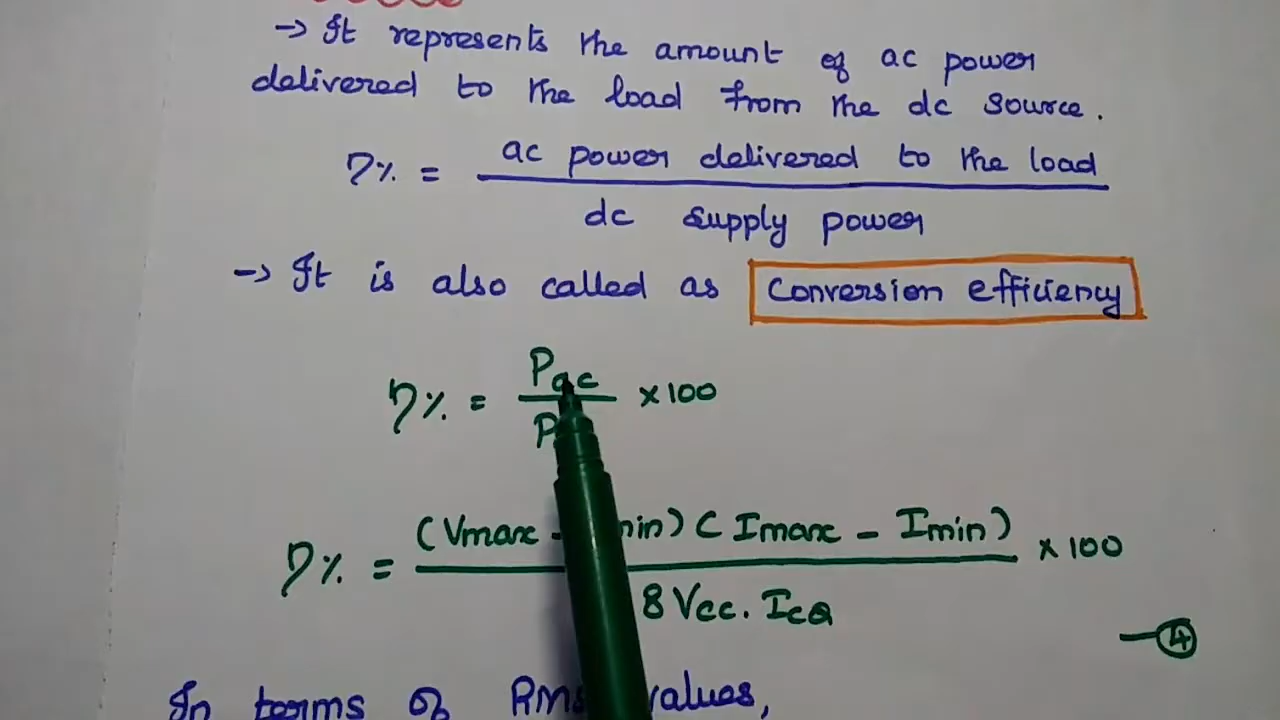 → It represents the amount of ac power
delivered to the load from the dc source.
η% = ac power delivered to the load
dc supply power
→ It is also called as Conversion efficiency
η% = Pac × 100
P
η% = (Vmax - min) (Imax - Imin) × 100
8 Vcc. ICQ
— 4
In terms of Rms values,